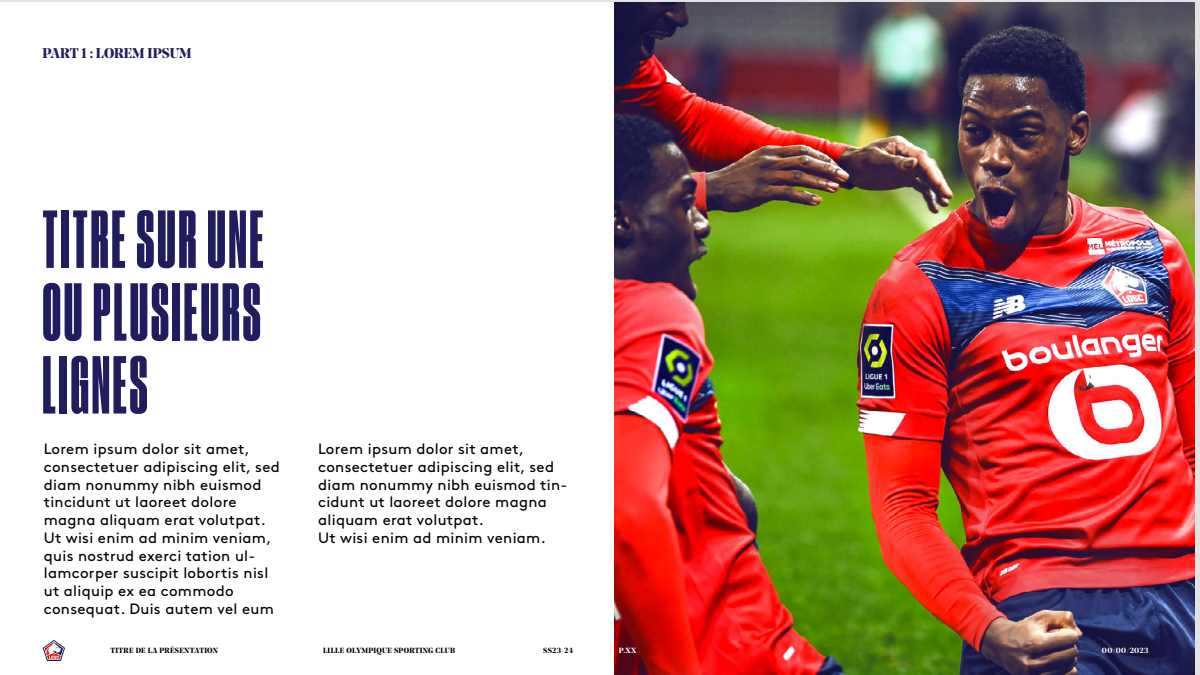 PART 1 : LOREM IPSUM
TITRE SUR UNE
OU PLUSIEURS
LIGNES
Lorem ipsum dolor sit amet,
consectetuer adipiscing elit, sed
diam nonummy nibh euismod
tincidunt ut laoreet dolore
magna aliquam erat volutpat.
Ut wisi enim ad minim veniam,
quis nostrud exerci tation ul-
lamcorper suscipit lobortis nisl
ut aliquip ex ea commodo
consequat. Duis autem vel eum
Lorem ipsum dolor sit amet,
consectetuer adipiscing elit, sed
diam nonummy nibh euismod tin-
cidunt ut laoreet dolore magna
aliquam erat volutpat.
Ut wisi enim ad minim veniam.
TITRE DE LA PRÉSENTATION
LILLE OLYMPIQUE SPORTING CLUB
SS23-24
P.XX
00/00/2023
MEL MÉTROPOLE
NB
LOSC
boulanger
LIGUE 1
Uber Eats
LIGUE 1